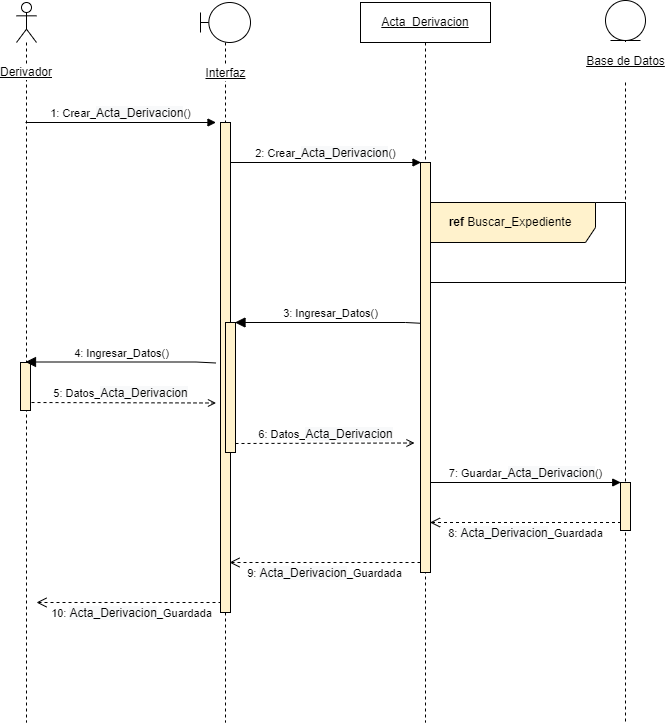 Derivador
Interfaz
Acta_Derivacion
Base de Datos
1: Crear_Acta_Derivacion()
2: Crear_Acta_Derivacion()
ref Buscar_Expediente
3: Ingresar_Datos()
4: Ingresar_Datos()
5: Datos_Acta_Derivacion
6: Datos_Acta_Derivacion
7: Guardar_Acta_Derivacion()
8: Acta_Derivacion_Guardada
9: Acta_Derivacion_Guardada
10: Acta_Derivacion_Guardada